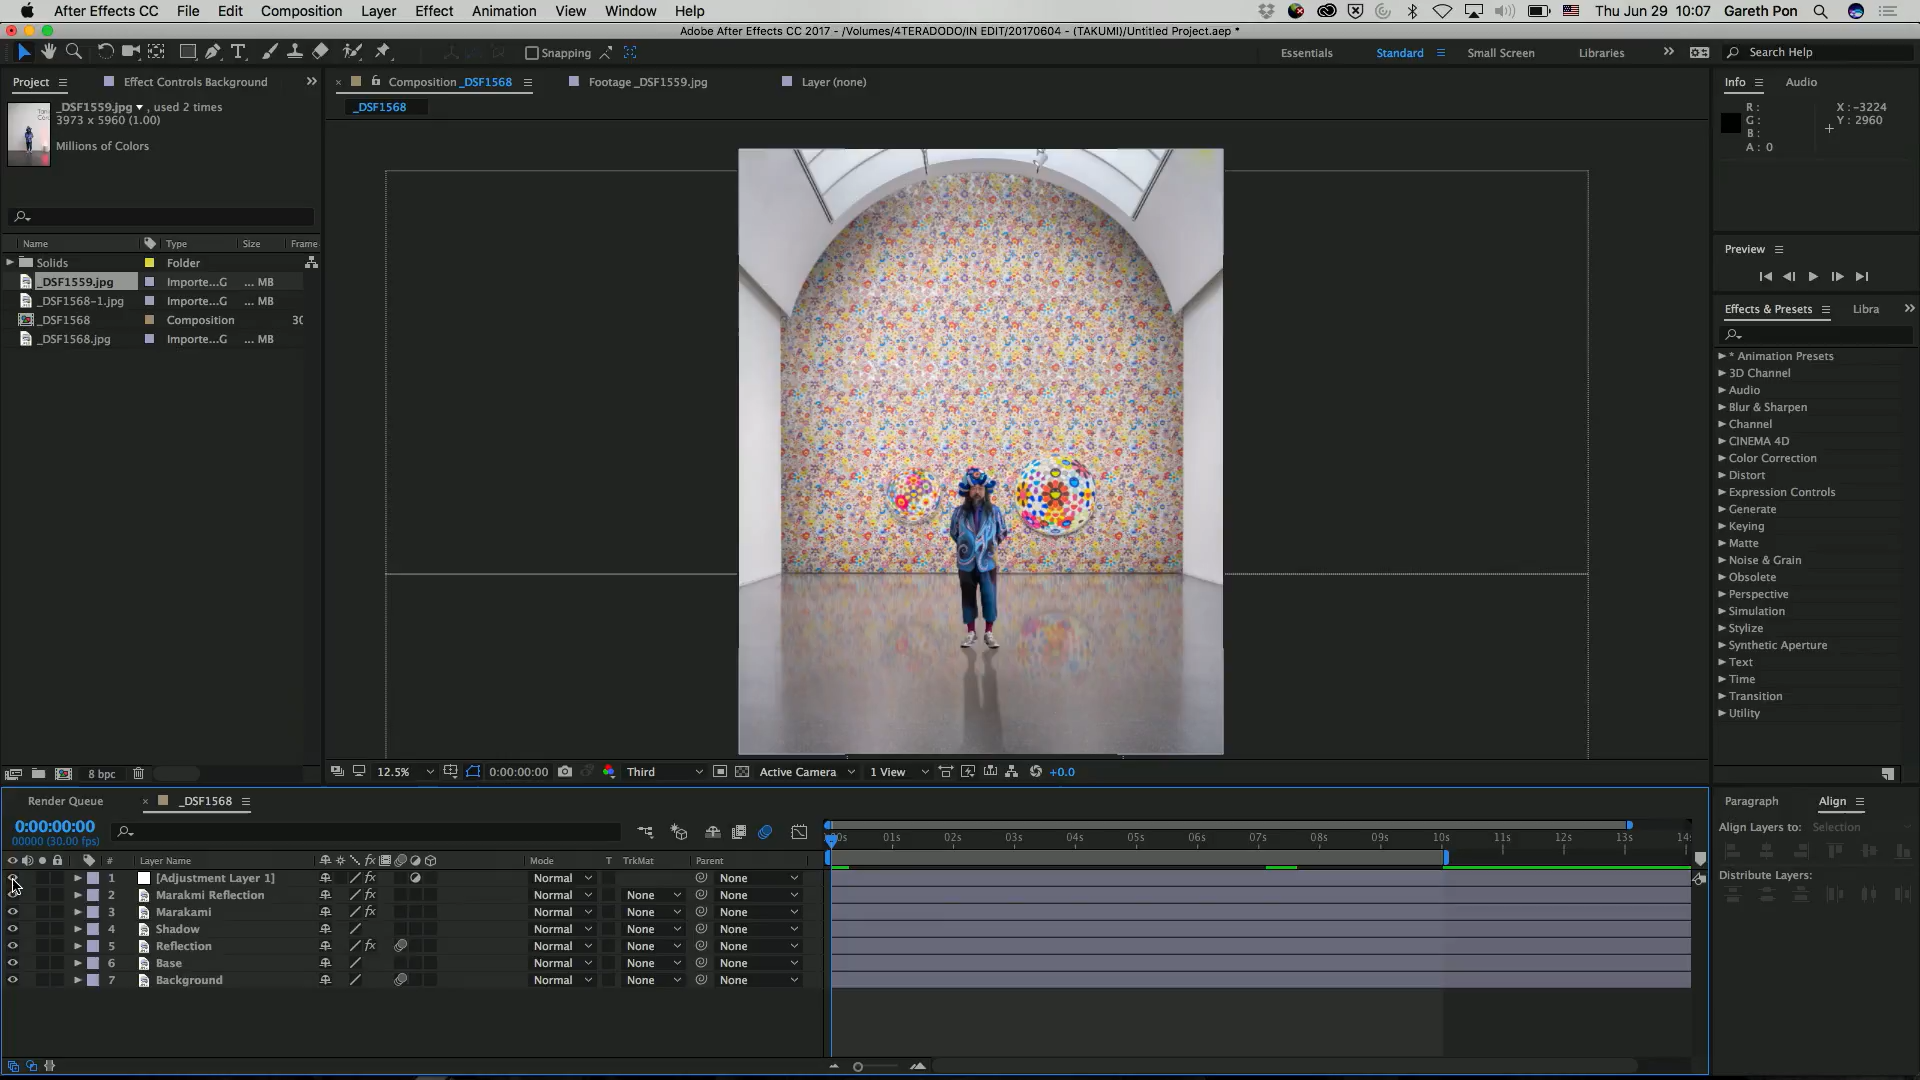 After Effects CC File Edit Composition Layer Effect Animation View Window Help Thu Jun 29 10:07 Gareth Pon
Adobe After Effects CC 2017 - /Volumes/4TERADODO/IN EDIT/20170604 - (TAKUMI)/Untitled Project.aep *
Snapping Essentials Standard Small Screen Libraries Search Help
Project Effect Controls Background Composition _DSF1568 Footage _DSF1559.jpg Layer (none) Info Audio
_DSF1559.jpg , used 2 times
3973 x 5960 (1.00)
Millions of Colors
_DSF1568
R :
G :
B :
A : 0
X : -3224
Y : 2960
Name Type Size Frame
Solids Folder
_DSF1559.jpg Importe...G ... MB
_DSF1568-1.jpg Importe...G ... MB
_DSF1568 Composition 30
_DSF1568.jpg Importe...G ... MB
Preview
Effects & Presets Libra
* Animation Presets
3D Channel
Audio
Blur & Sharpen
Channel
CINEMA 4D
Color Correction
Distort
Expression Controls
Generate
Keying
Matte
Noise & Grain
Obsolete
Perspective
Simulation
Stylize
Synthetic Aperture
Text
Time
Transition
Utility
8 bpc 12.5% 0:00:00:00 Third Active Camera 1 View +0.0
Render Queue _DSF1568
0:00:00:00
00000 (30.00 fps)
01s 02s 03s 04s 05s 06s 07s 08s 09s 10s 11s 12s 13s
# Layer Name Mode T TrkMat Parent
1 [Adjustment Layer 1] Normal None
2 Marakmi Reflection Normal None None
3 Marakami Normal None None
4 Shadow Normal None None
5 Reflection Normal None None
6 Base Normal None None
7 Background Normal None None
Paragraph Align
Align Layers to: Selection
Distribute Layers: